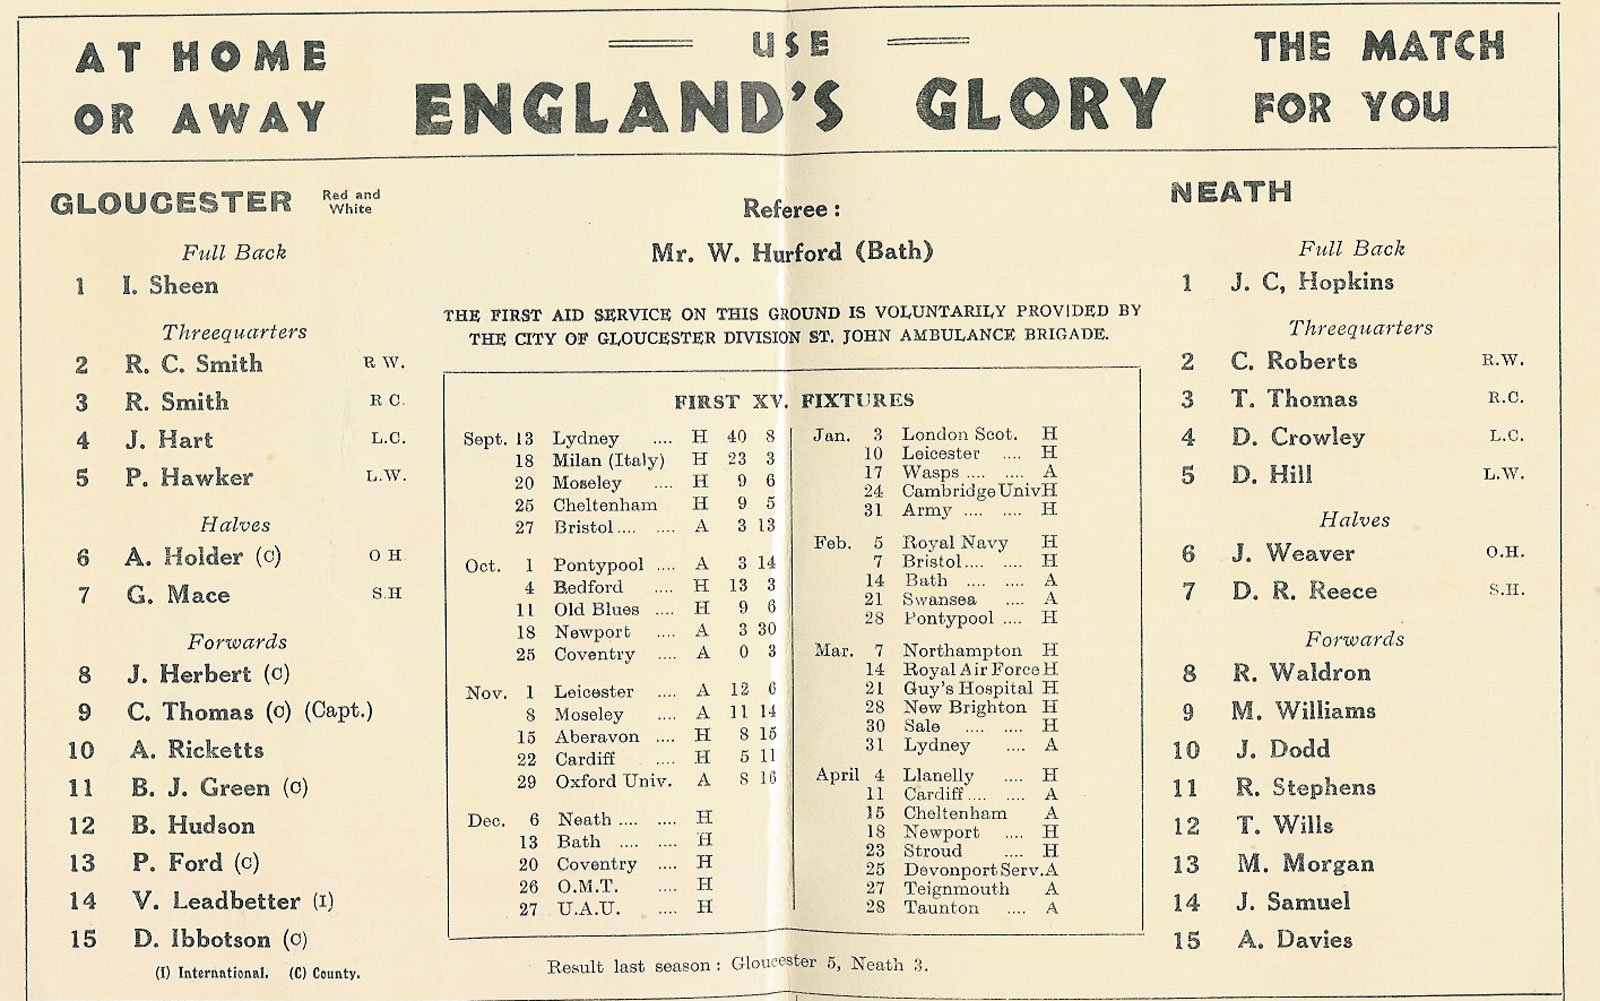 AT HOME
OR AWAY
USE
ENGLAND'S GLORY
THE MATCH
FOR YOU
GLOUCESTER Red and
White
Full Back
1 I. Sheen
Threequarters
2 R. C. Smith R W.
3 R. Smith R C.
4 J. Hart L.C.
5 P. Hawker L.W.
Halves
6 A. Holder (C) O H
7 G. Mace S.H
Forwards
8 J. Herbert (C)
9 C. Thomas (C) (Capt.)
10 A. Ricketts
11 B. J. Green (C)
12 B. Hudson
13 P. Ford (C)
14 V. Leadbetter (I)
15 D. Ibbotson (C)
(I) International. (C) County.
Referee :
Mr. W. Hurford (Bath)
THE FIRST AID SERVICE ON THIS GROUND IS VOLUNTARILY PROVIDED BY
THE CITY OF GLOUCESTER DIVISION ST. JOHN AMBULANCE BRIGADE.
FIRST XV. FIXTURES
Sept. 13 Lydney .... H 40 8
18 Milan (Italy) H 23 3
20 Moseley .... H 9 6
25 Cheltenham H 9 5
27 Bristol .... .... A 3 13
Oct. 1 Pontypool .... A 3 14
4 Bedford .... H 13 3
11 Old Blues .... H 9 6
18 Newport .... A 3 30
25 Coventry .... A 0 3
Nov. 1 Leicester .... A 12 6
8 Moseley .... A 11 14
15 Aberavon .... H 8 15
22 Cardiff .... H 5 11
29 Oxford Univ. A 8 16
Dec. 6 Neath .... .... H
13 Bath .... .... H
20 Coventry .... H
26 O.M.T. .... H
27 U.A.U. .... H
Jan. 3 London Scot. H
10 Leicester .... H
17 Wasps .... .... A
24 Cambridge Univ H
31 Army .... .... H
Feb. 5 Royal Navy H
7 Bristol .... .... H
14 Bath .... .... A
21 Swansea .... A
28 Pontypool .... H
Mar. 7 Northampton H
14 Royal Air Force H
21 Guy's Hospital H
28 New Brighton H
30 Sale .... .... H
31 Lydney .... A
April 4 Llanelly .... H
11 Cardiff .... .... A
15 Cheltenham A
18 Newport .... H
23 Stroud .... H
25 Devonport Serv. A
27 Teignmouth A
28 Taunton .... A
Result last season : Gloucester 5, Neath 3.
NEATH
Full Back
1 J. C, Hopkins
Threequarters
2 C. Roberts R.W.
3 T. Thomas R.C.
4 D. Crowley L.C.
5 D. Hill L.W.
Halves
6 J. Weaver O.H.
7 D. R. Reece S.H.
Forwards
8 R. Waldron
9 M. Williams
10 J. Dodd
11 R. Stephens
12 T. Wills
13 M. Morgan
14 J. Samuel
15 A. Davies